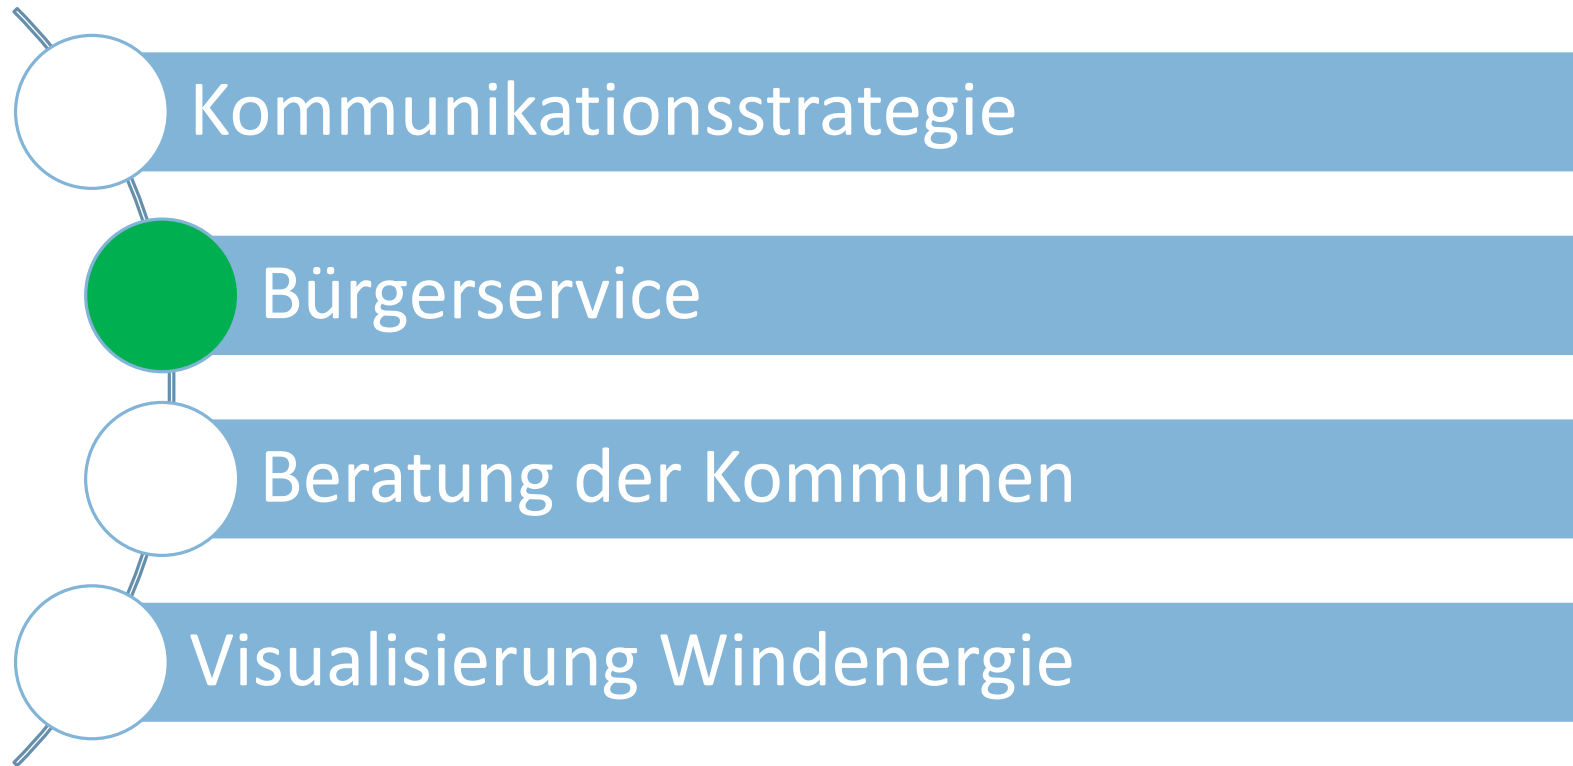 Kommunikationsstrategie
Bürgerservice
Beratung der Kommunen
Visualisierung Windenergie